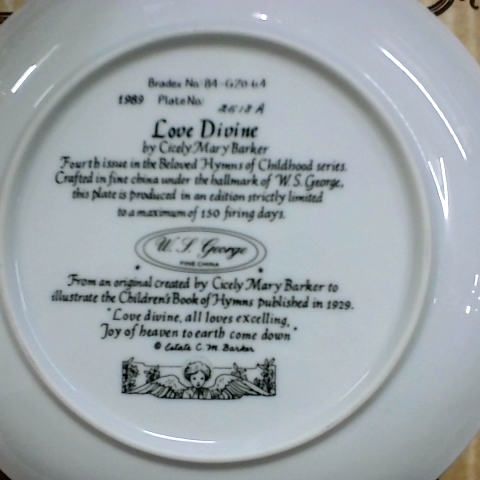 Bradex No: 84-G20-6.4
1989 Plate No: 2618 A
Love Divine
by Cicely Mary Barker
Fourth issue in the Beloved Hymns of Childhood series.
Crafted in fine china under the hallmark of W. S. George,
this plate is produced in an edition strictly limited
to a maximum of 150 firing days.
W. S. George
FINE CHINA
From an original created by Cicely Mary Barker to
illustrate the Children's Book of Hymns published in 1929.
"Love divine, all loves excelling,
Joy of heaven to earth come down"
© Estate C. M. Barker